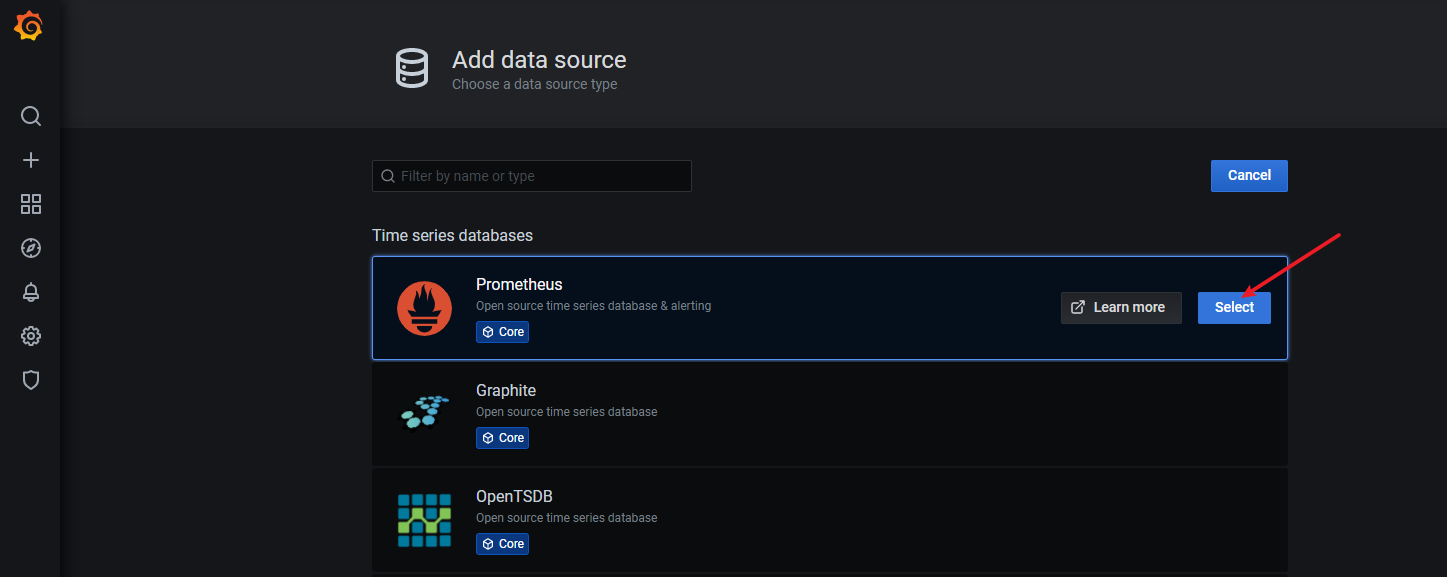 Add data source
Choose a data source type
Filter by name or type
Cancel
Time series databases
Prometheus
Open source time series database & alerting
Core
Learn more
Select
Graphite
Open source time series database
Core
OpenTSDB
Open source time series database
Core